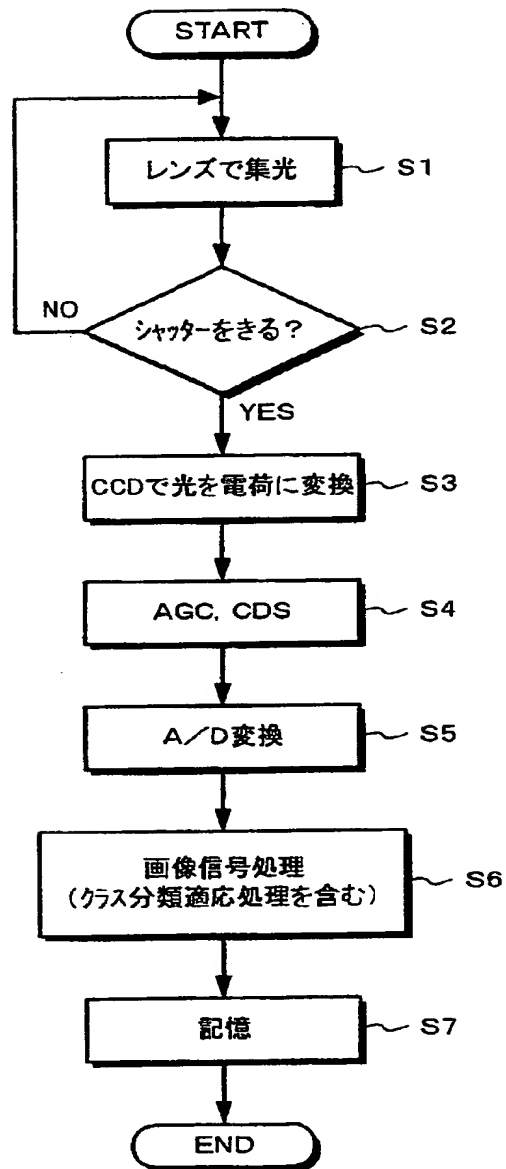 START
レンズで集光
S1
シャッターをきる?
S2
NO
YES
CCDで光を電荷に変換
S3
AGC, CDS
S4
A/D変換
S5
画像信号処理
(クラス分類適応処理を含む)
S6
記憶
S7
END